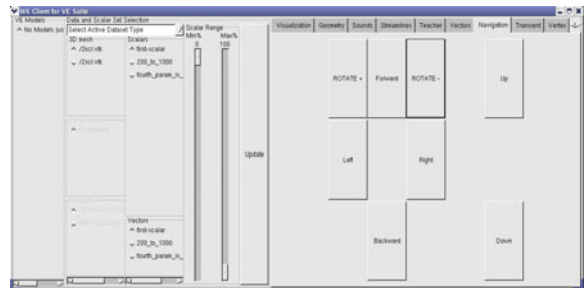 WX Client for VE Suite
VE Models
No Models
Data and Scalar Set Selection
Select Active Dataset Type
3D mesh
/3scl.vtk
/2scl.vtk
Scalars
first-scalar
200_to_1000
fourth_param_is_
Vectors
first-scalar
200_to_1000
fourth_param_is_
Scalar Range
Min% Max%
0 100
Update
Visualization Geometry Sounds Streamlines Teacher Vectors Navigation Transient Vertex
ROTATE + Forward ROTATE - Up
Left Right
Backward Down